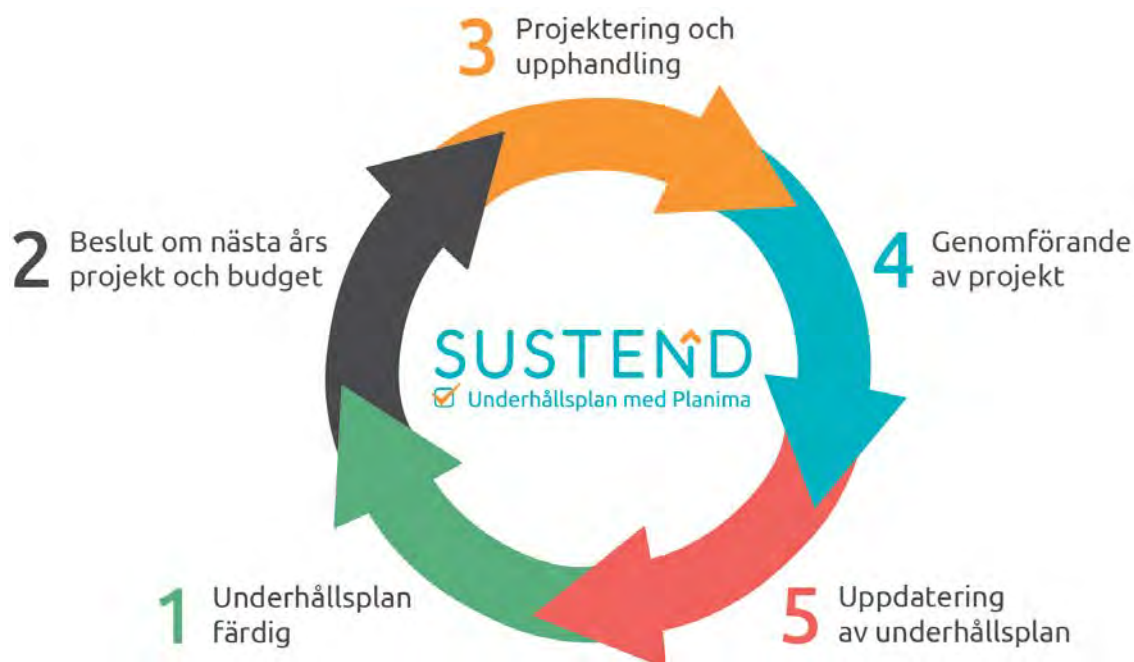 3 Projektering och
upphandling
2 Beslut om nästa års
projekt och budget
4 Genomförande
av projekt
SUSTEND
Underhållsplan med Planima
1 Underhållsplan
färdig
5 Uppdatering
av underhållsplan